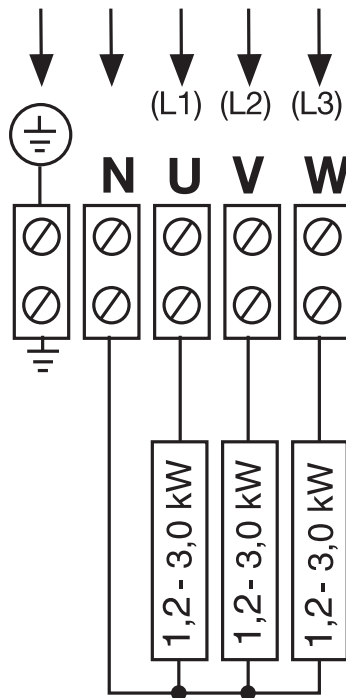 (L1) (L2) (L3)
N U V W
1,2 - 3,0 kW
1,2 - 3,0 kW
1,2 - 3,0 kW